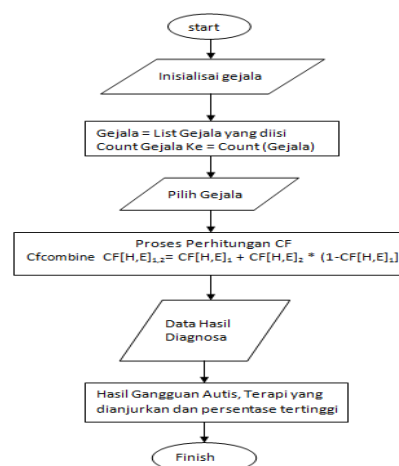 start
Inisialisai gejala
Gejala = List Gejala yang diisi
Count Gejala Ke = Count (Gejala)
Pilih Gejala
Proses Perhitungan CF
Cfcombine CF[H,E]₁,₂= CF[H,E]₁ + CF[H,E]₂ * (1-CF[H,E]₁]
Data Hasil
Diagnosa
Hasil Gangguan Autis, Terapi yang
dianjurkan dan persentase tertinggi
Finish